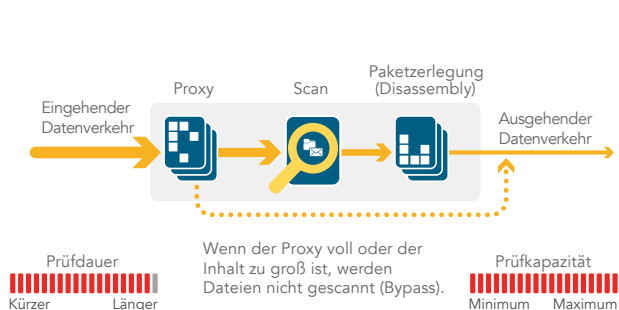 Proxy
Scan
Paketzerlegung
(Disassembly)
Eingehender
Datenverkehr
Ausgehender
Datenverkehr
Wenn der Proxy voll oder der
Inhalt zu groß ist, werden
Dateien nicht gescannt (Bypass).
Prüfdauer
Kürzer Länger
Prüfkapazität
Minimum Maximum